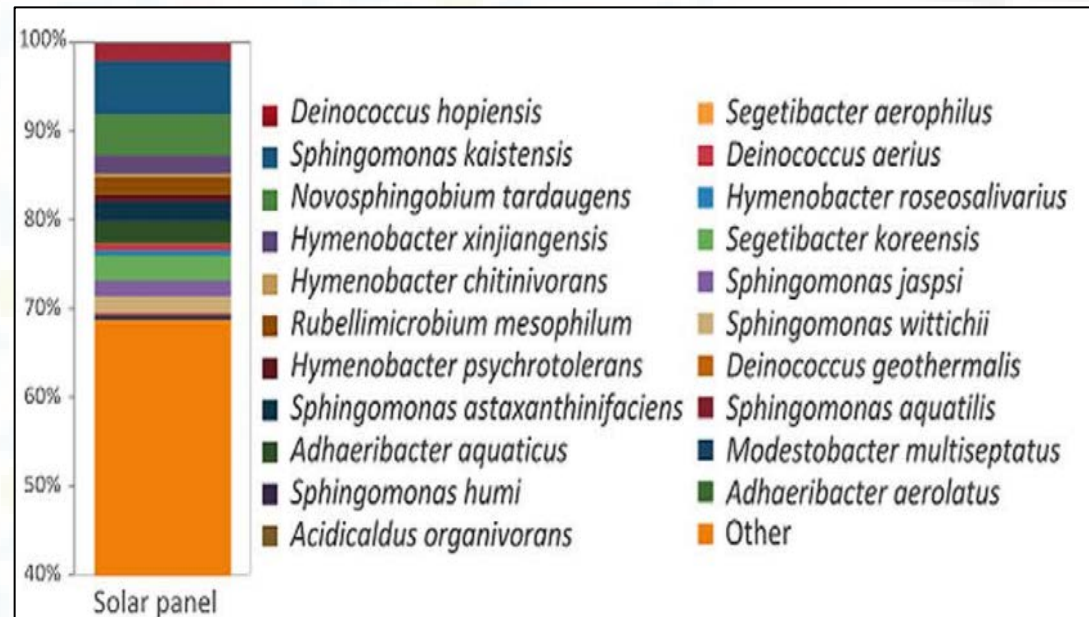 100%
90%
80%
70%
60%
50%
40%
Solar panel
Deinococcus hopiensis
Sphingomonas kaistensis
Novosphingobium tardaugens
Hymenobacter xinjiangensis
Hymenobacter chitinivorans
Rubellimicrobium mesophilum
Hymenobacter psychrotolerans
Sphingomonas astaxanthinifaciens
Adhaeribacter aquaticus
Sphingomonas humi
Acidicaldus organivorans
Segetibacter aerophilus
Deinococcus aerius
Hymenobacter roseosalivarius
Segetibacter koreensis
Sphingomonas jaspsi
Sphingomonas wittichii
Deinococcus geothermalis
Sphingomonas aquatilis
Modestobacter multiseptatus
Adhaeribacter aerolatus
Other